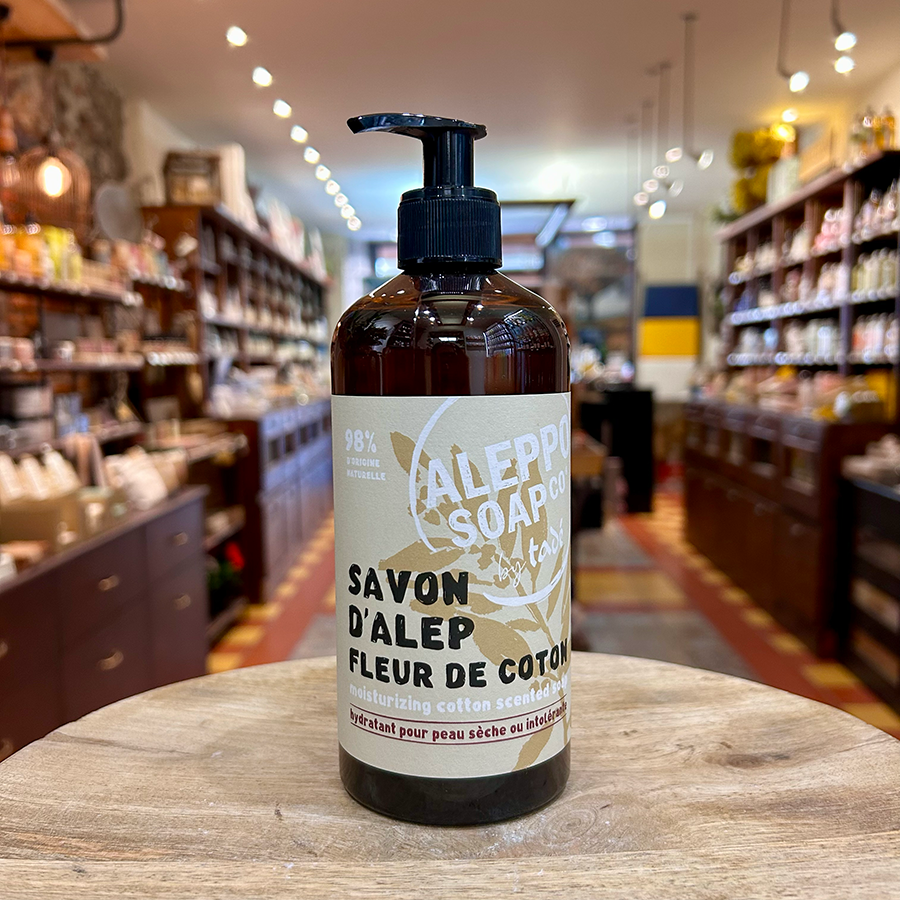 98%
D'ORIGINE
NATURELLE
ALEPPO
SOAP CO
by tadé
SAVON
D'ALEP
FLEUR DE COTON
moisturizing cotton scented soap
hydratant pour peau sèche ou intolérante